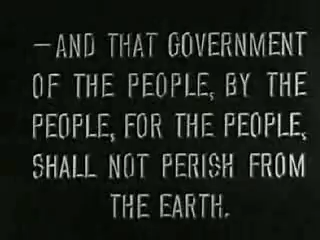 —AND THAT GOVERNMENT
OF THE PEOPLE, BY THE
PEOPLE, FOR THE PEOPLE,
SHALL NOT PERISH FROM
THE EARTH.